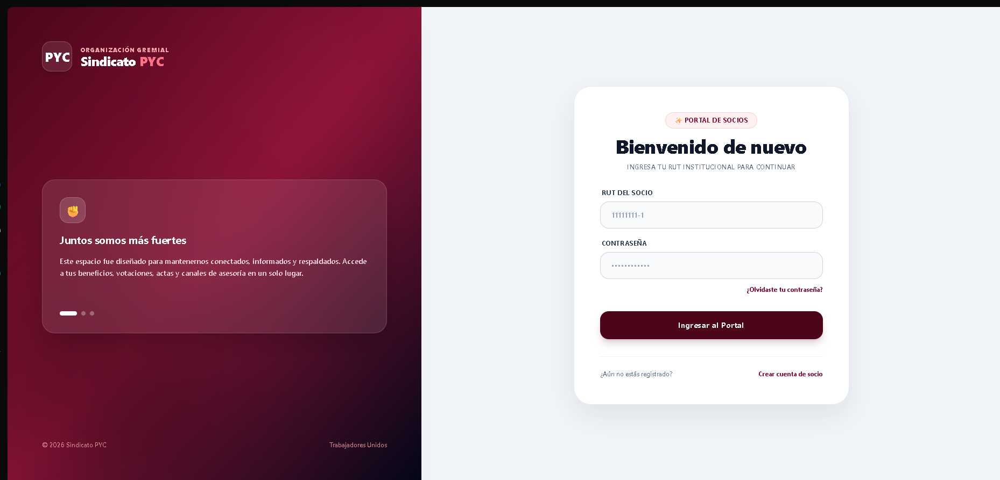 PYC
ORGANIZACIÓN GREMIAL
Sindicato PYC
Juntos somos más fuertes
Este espacio fue diseñado para mantenernos conectados, informados y respaldados. Accede
a tus beneficios, votaciones, actas y canales de asesoría en un solo lugar.
© 2026 Sindicato PYC
Trabajadores Unidos
PORTAL DE SOCIOS
Bienvenido de nuevo
INGRESA TU RUT INSTITUCIONAL PARA CONTINUAR
RUT DEL SOCIO
11111111-1
CONTRASEÑA
••••••••••••
¿Olvidaste tu contraseña?
Ingresar al Portal
¿Aún no estás registrado?
Crear cuenta de socio